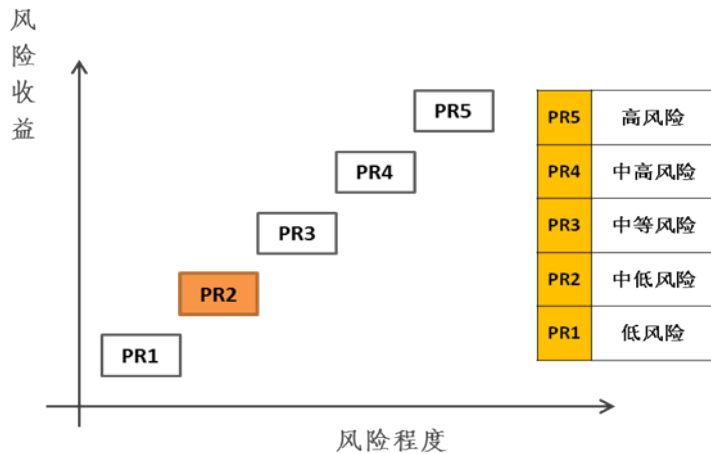 风险收益
PR5
PR4
PR3
PR2
PR1
风险程度
PR5 高风险
PR4 中高风险
PR3 中等风险
PR2 中低风险
PR1 低风险